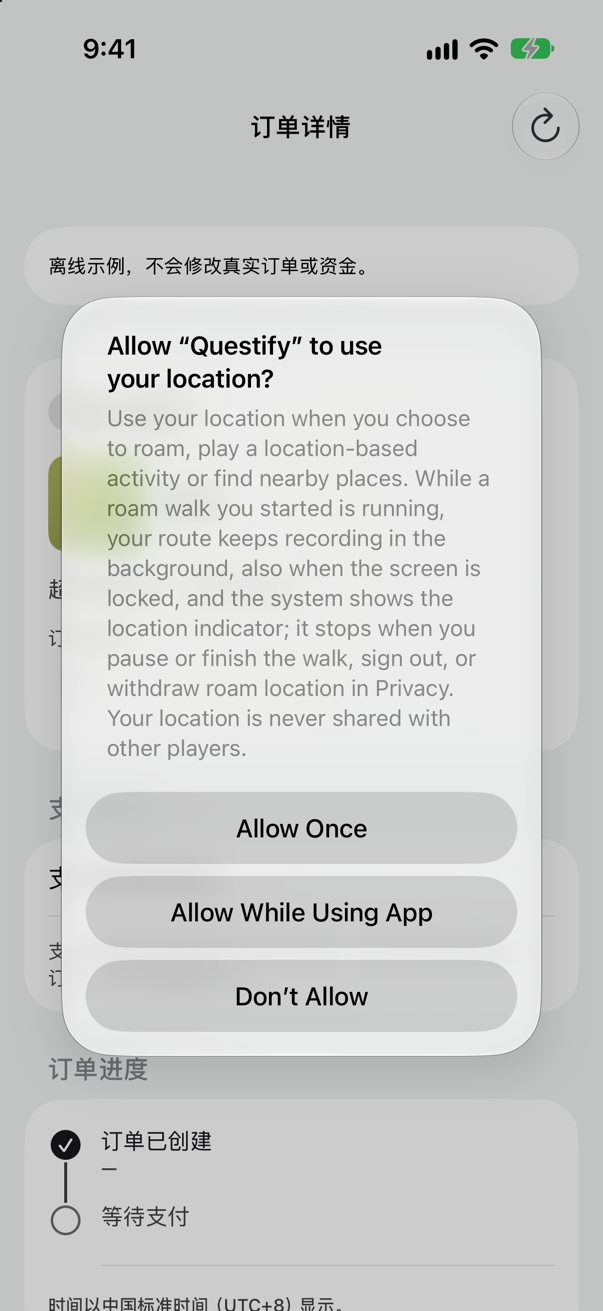 9:41
订单详情
离线示例，不会修改真实订单或资金。
Allow “Questify” to use
your location?
Use your location when you choose
to roam, play a location-based
activity or find nearby places. While a
roam walk you started is running,
your route keeps recording in the
background, also when the screen is
locked, and the system shows the
location indicator; it stops when you
pause or finish the walk, sign out, or
withdraw roam location in Privacy.
Your location is never shared with
other players.
Allow Once
Allow While Using App
Don’t Allow
订单进度
订单已创建
—
等待支付
时间以中国标准时间（UTC+8）显示。